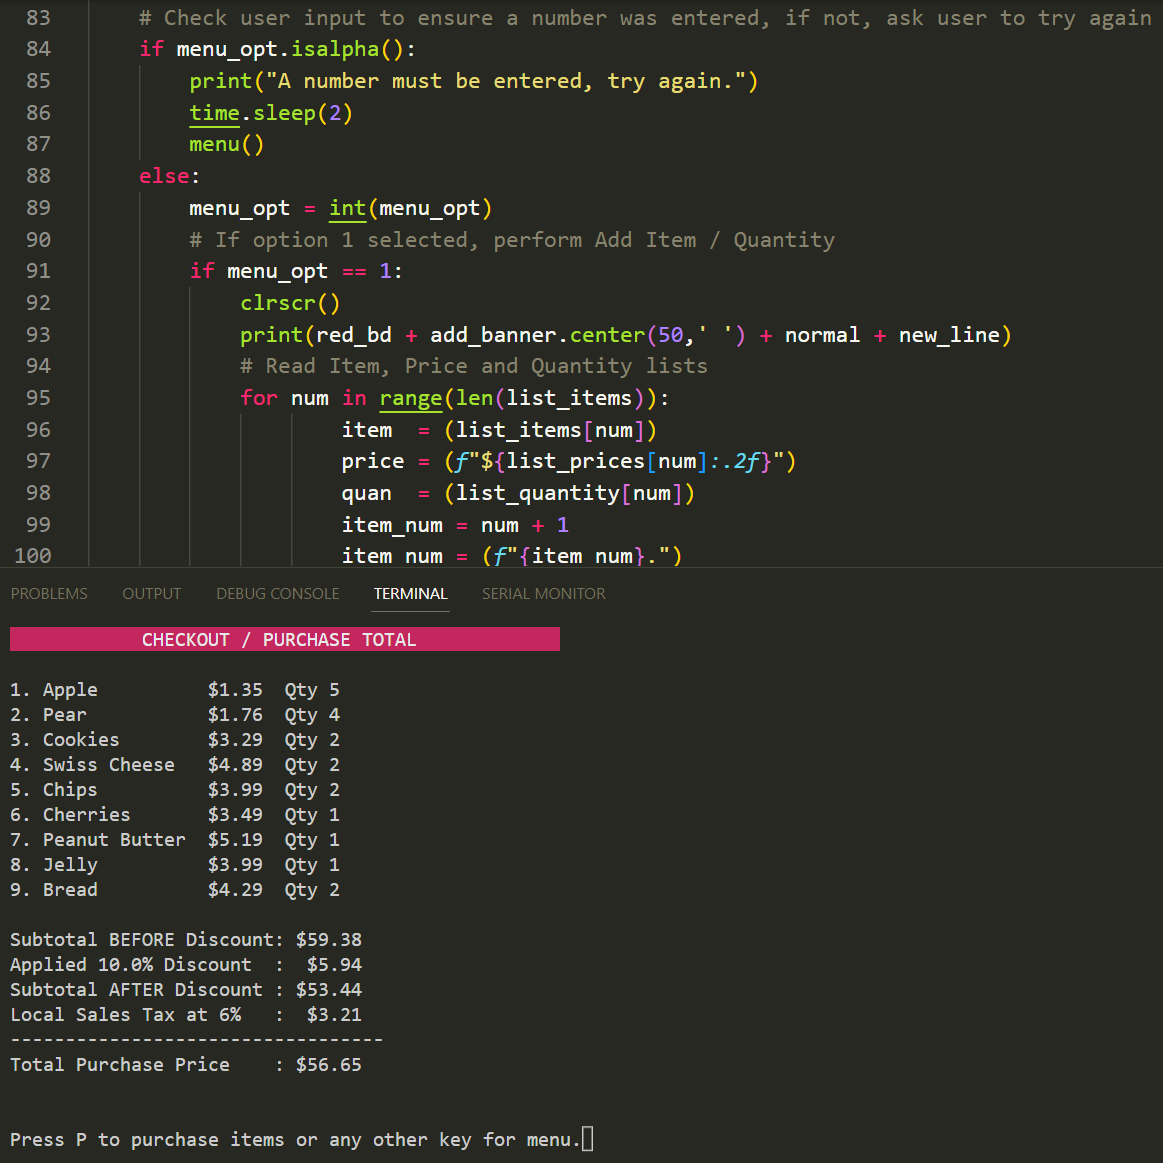 83 # Check user input to ensure a number was entered, if not, ask user to try again
84 if menu_opt.isalpha():
85 print("A number must be entered, try again.")
86 time.sleep(2)
87 menu()
88 else:
89 menu_opt = int(menu_opt)
90 # If option 1 selected, perform Add Item / Quantity
91 if menu_opt == 1:
92 clrscr()
93 print(red_bd + add_banner.center(50,' ') + normal + new_line)
94 # Read Item, Price and Quantity lists
95 for num in range(len(list_items)):
96 item  = (list_items[num])
97 price = (f"${list_prices[num]:.2f}")
98 quan  = (list_quantity[num])
99 item_num = num + 1
100 item_num = (f"{item_num}.")
PROBLEMS OUTPUT DEBUG CONSOLE TERMINAL SERIAL MONITOR
CHECKOUT / PURCHASE TOTAL
1. Apple          $1.35  Qty 5
2. Pear           $1.76  Qty 4
3. Cookies        $3.29  Qty 2
4. Swiss Cheese   $4.89  Qty 2
5. Chips          $3.99  Qty 2
6. Cherries       $3.49  Qty 1
7. Peanut Butter  $5.19  Qty 1
8. Jelly          $3.99  Qty 1
9. Bread          $4.29  Qty 2
Subtotal BEFORE Discount: $59.38
Applied 10.0% Discount  :  $5.94
Subtotal AFTER Discount : $53.44
Local Sales Tax at 6%   :  $3.21
----------------------------------
Total Purchase Price    : $56.65
Press P to purchase items or any other key for menu.